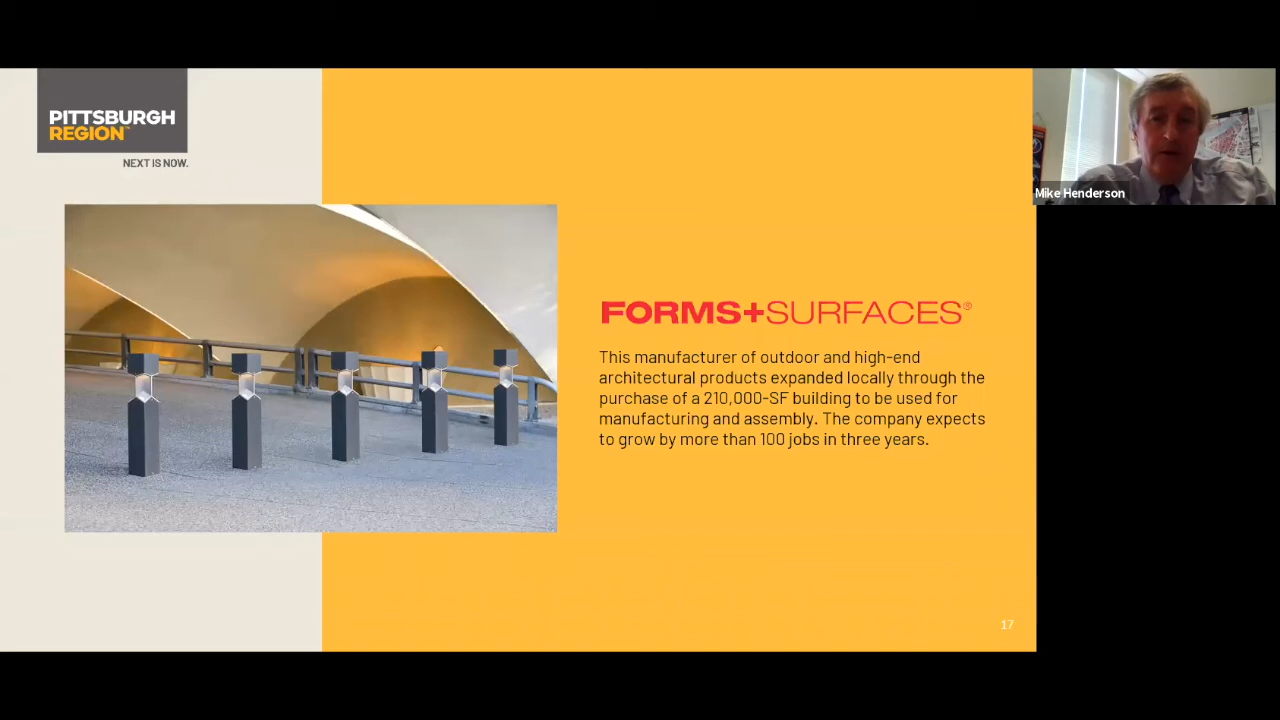 PITTSBURGH
REGION™
NEXT IS NOW.
Mike Henderson
FORMS+SURFACES®
This manufacturer of outdoor and high-end
architectural products expanded locally through the
purchase of a 210,000-SF building to be used for
manufacturing and assembly. The company expects
to grow by more than 100 jobs in three years.
17